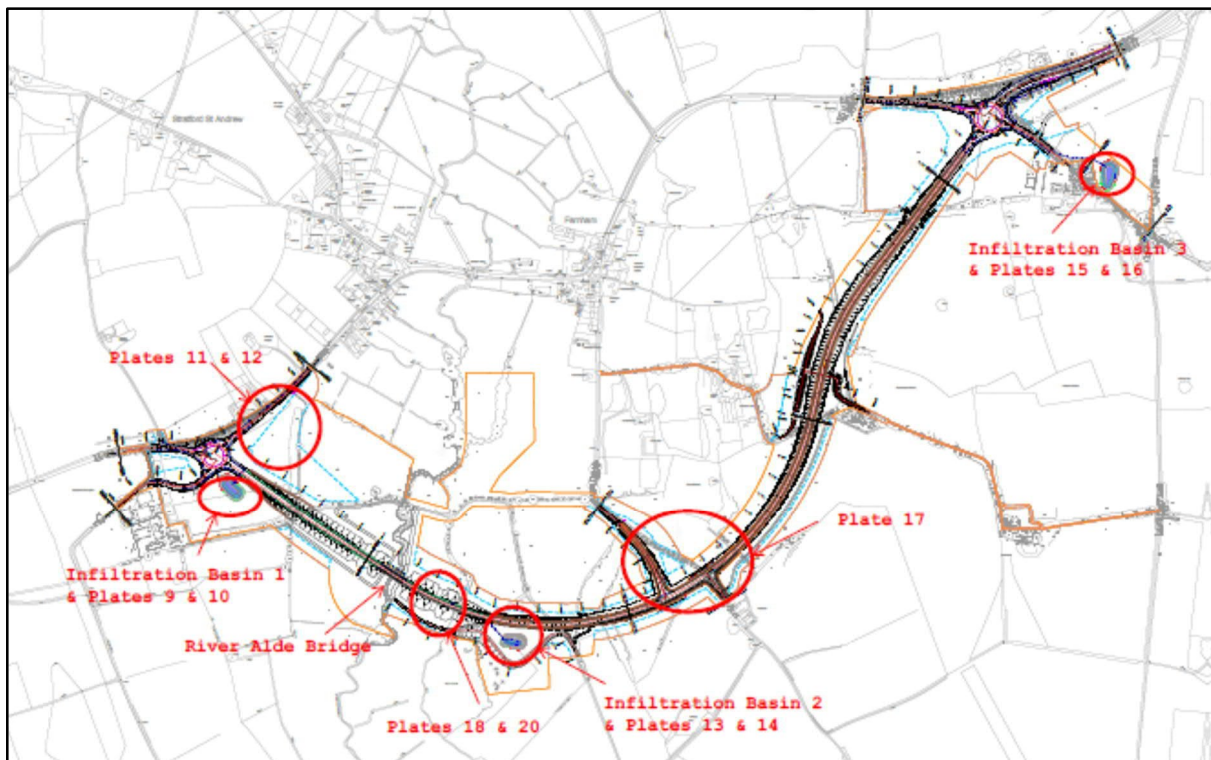 Stratford St Andrew
Farnham
Infiltration Basin 3
& Plates 15 & 16
Plates 11 & 12
Plate 17
Infiltration Basin 1
& Plates 9 & 10
River Alde Bridge
Infiltration Basin 2
& Plates 13 & 14
Plates 18 & 20